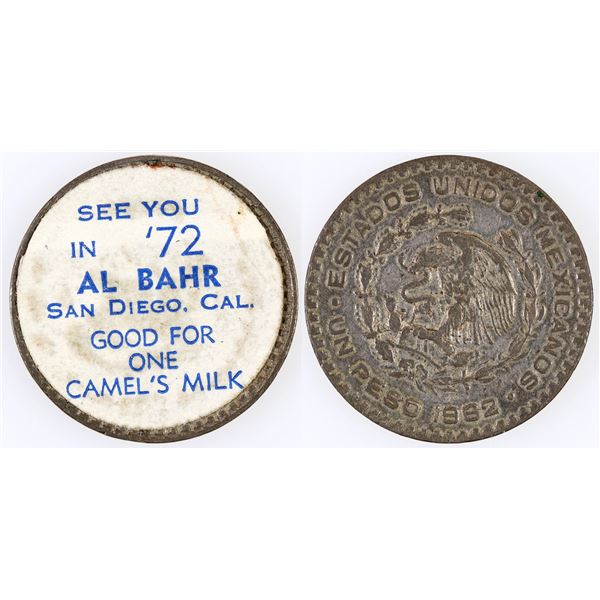 SEE YOU
IN '72
AL BAHR
SAN DIEGO, CAL.
GOOD FOR
ONE
CAMEL'S MILK
ESTADOS UNIDOS MEXICANOS
UN PESO 1962